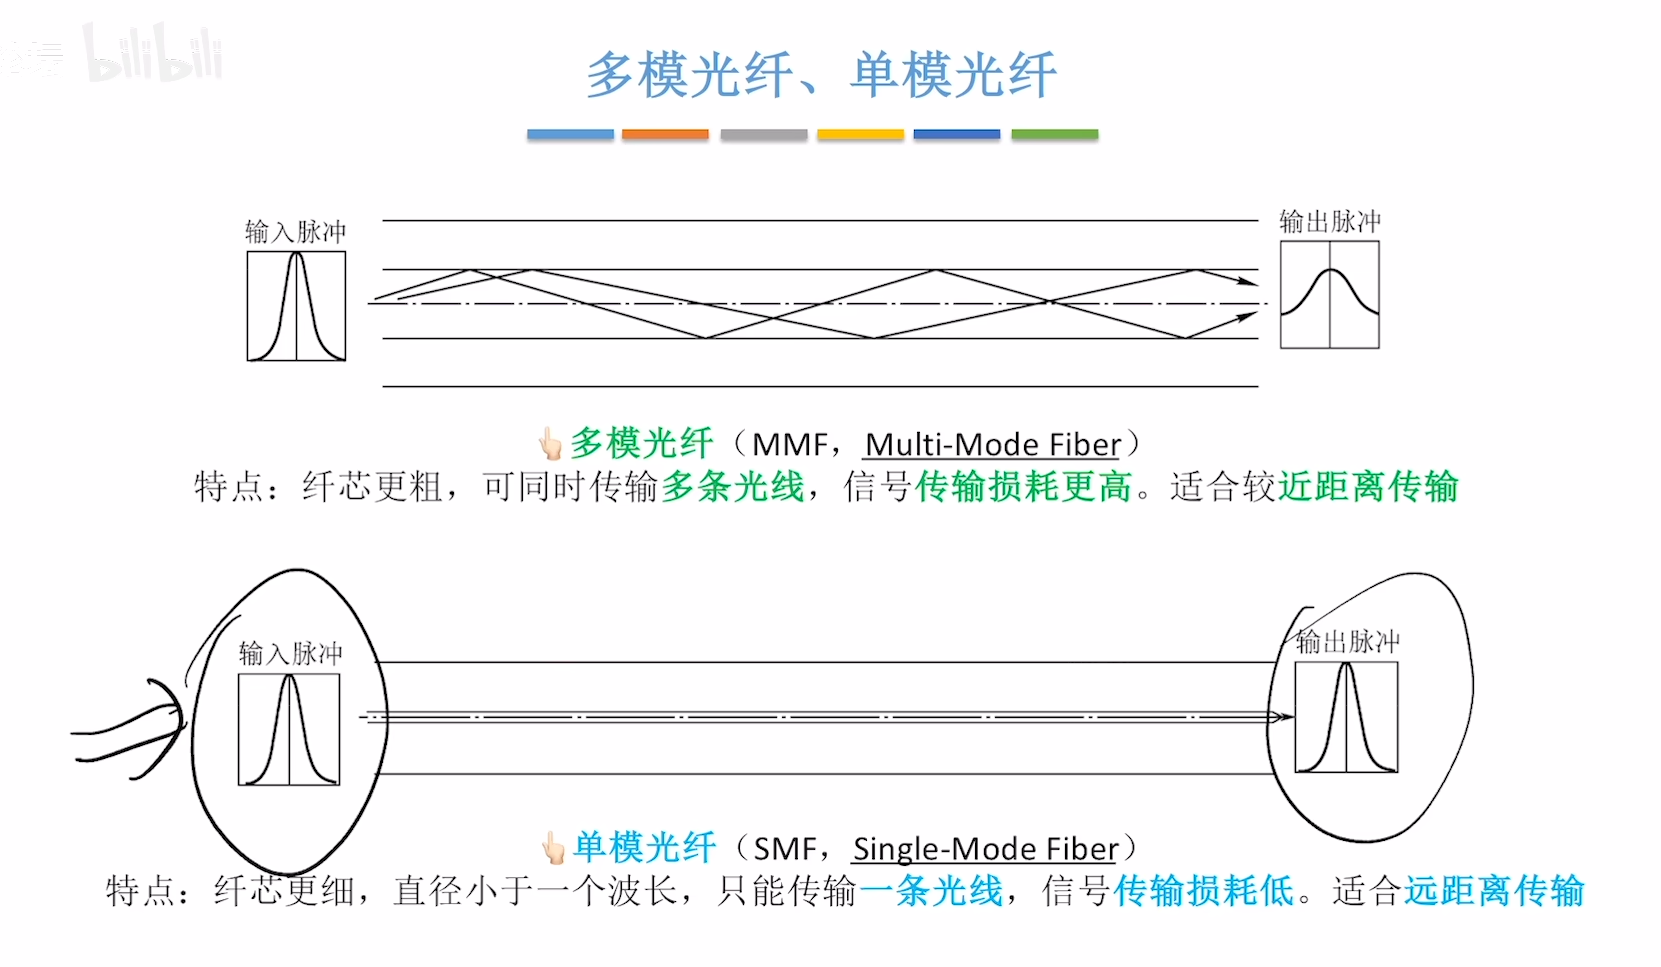 bilibili
多模光纤、单模光纤
输入脉冲
输出脉冲
多模光纤（MMF，Multi-Mode Fiber）
特点：纤芯更粗，可同时传输多条光线，信号传输损耗更高。适合较近距离传输
输入脉冲
输出脉冲
单模光纤（SMF，Single-Mode Fiber）
特点：纤芯更细，直径小于一个波长，只能传输一条光线，信号传输损耗低。适合远距离传输